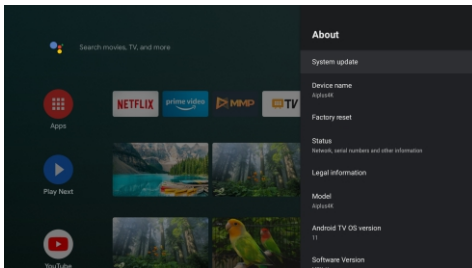 Search movies, TV, and more
Apps
NETFLIX
prime video
MMP
TV
Play Next
YouTube
About
System update
Device name
Aiplus4K
Factory reset
Status
Network, serial numbers and other information
Legal information
Model
Aiplus4K
Android TV OS version
11
Software Version